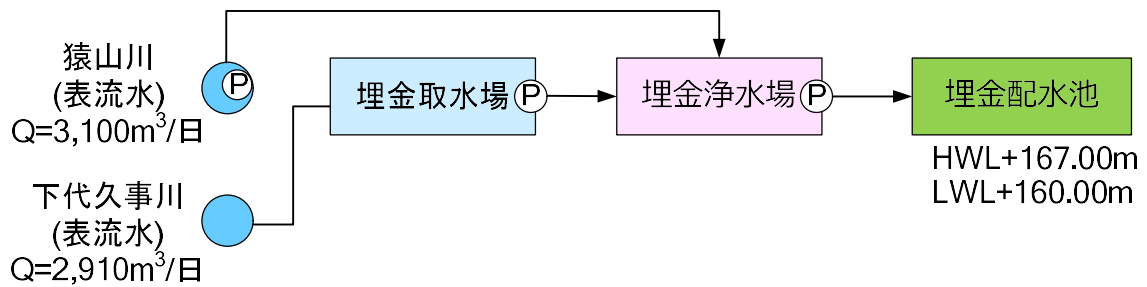 猿山川
(表流水)
Q=3,100m³/日
P
埋金取水場
P
埋金浄水場
P
埋金配水池
HWL+167.00m
LWL+160.00m
下代久事川
(表流水)
Q=2,910m³/日